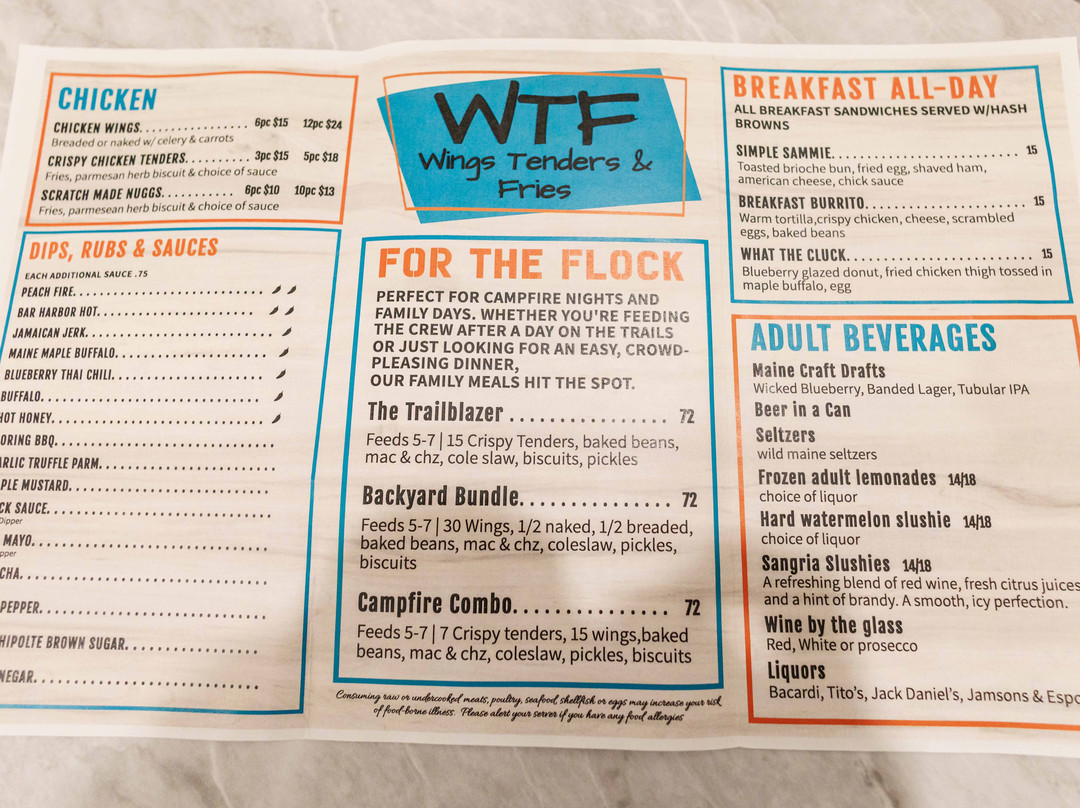 CHICKEN
CHICKEN WINGS................ 6pc $15 12pc $24
Breaded or naked w/ celery & carrots
CRISPY CHICKEN TENDERS.......... 3pc $15 5pc $18
Fries, parmesan herb biscuit & choice of sauce
SCRATCH MADE NUGGS........... 6pc $10 10pc $13
Fries, parmesean herb biscuit & choice of sauce
DIPS, RUBS & SAUCES
EACH ADDITIONAL SAUCE .75
PEACH FIRE
BAR HARBOR HOT
JAMAICAN JERK
MAINE MAPLE BUFFALO
BLUEBERRY THAI CHILI
BUFFALO
HOT HONEY
ORING BBQ
ARLIC TRUFFLE PARM
PLE MUSTARD
CK SAUCE
Dipper
MAYO
pper
CHA
PEPPER
HIPOLTE BROWN SUGAR
NEGAR
WTF
Wings Tenders &
Fries
FOR THE FLOCK
PERFECT FOR CAMPFIRE NIGHTS AND
FAMILY DAYS. WHETHER YOU'RE FEEDING
THE CREW AFTER A DAY ON THE TRAILS
OR JUST LOOKING FOR AN EASY, CROWD-
PLEASING DINNER,
OUR FAMILY MEALS HIT THE SPOT.
The Trailblazer ................ 72
Feeds 5-7 | 15 Crispy Tenders, baked beans,
mac & chz, cole slaw, biscuits, pickles
Backyard Bundle............... 72
Feeds 5-7 | 30 Wings, 1/2 naked, 1/2 breaded,
baked beans, mac & chz, coleslaw, pickles,
biscuits
Campfire Combo................ 72
Feeds 5-7 | 7 Crispy tenders, 15 wings,baked
beans, mac & chz, coleslaw, pickles, biscuits
Consuming raw or undercooked meats, poultry, seafood, shellfish or eggs may increase your risk
of food-borne illness. Please alert your server if you have any food allergies
BREAKFAST ALL-DAY
ALL BREAKFAST SANDWICHES SERVED W/HASH
BROWNS
SIMPLE SAMMIE............................ 15
Toasted brioche bun, fried egg, shaved ham,
american cheese, chick sauce
BREAKFAST BURRITO........................ 15
Warm tortilla,crispy chicken, cheese, scrambled
eggs, baked beans
WHAT THE CLUCK........................... 15
Blueberry glazed donut, fried chicken thigh tossed in
maple buffalo, egg
ADULT BEVERAGES
Maine Craft Drafts
Wicked Blueberry, Banded Lager, Tubular IPA
Beer in a Can
Seltzers
wild maine seltzers
Frozen adult lemonades 14/18
choice of liquor
Hard watermelon slushie 14/18
choice of liquor
Sangria Slushies 14/18
A refreshing blend of red wine, fresh citrus juices
and a hint of brandy. A smooth, icy perfection.
Wine by the glass
Red, White or prosecco
Liquors
Bacardi, Tito's, Jack Daniel's, Jamsons & Espo